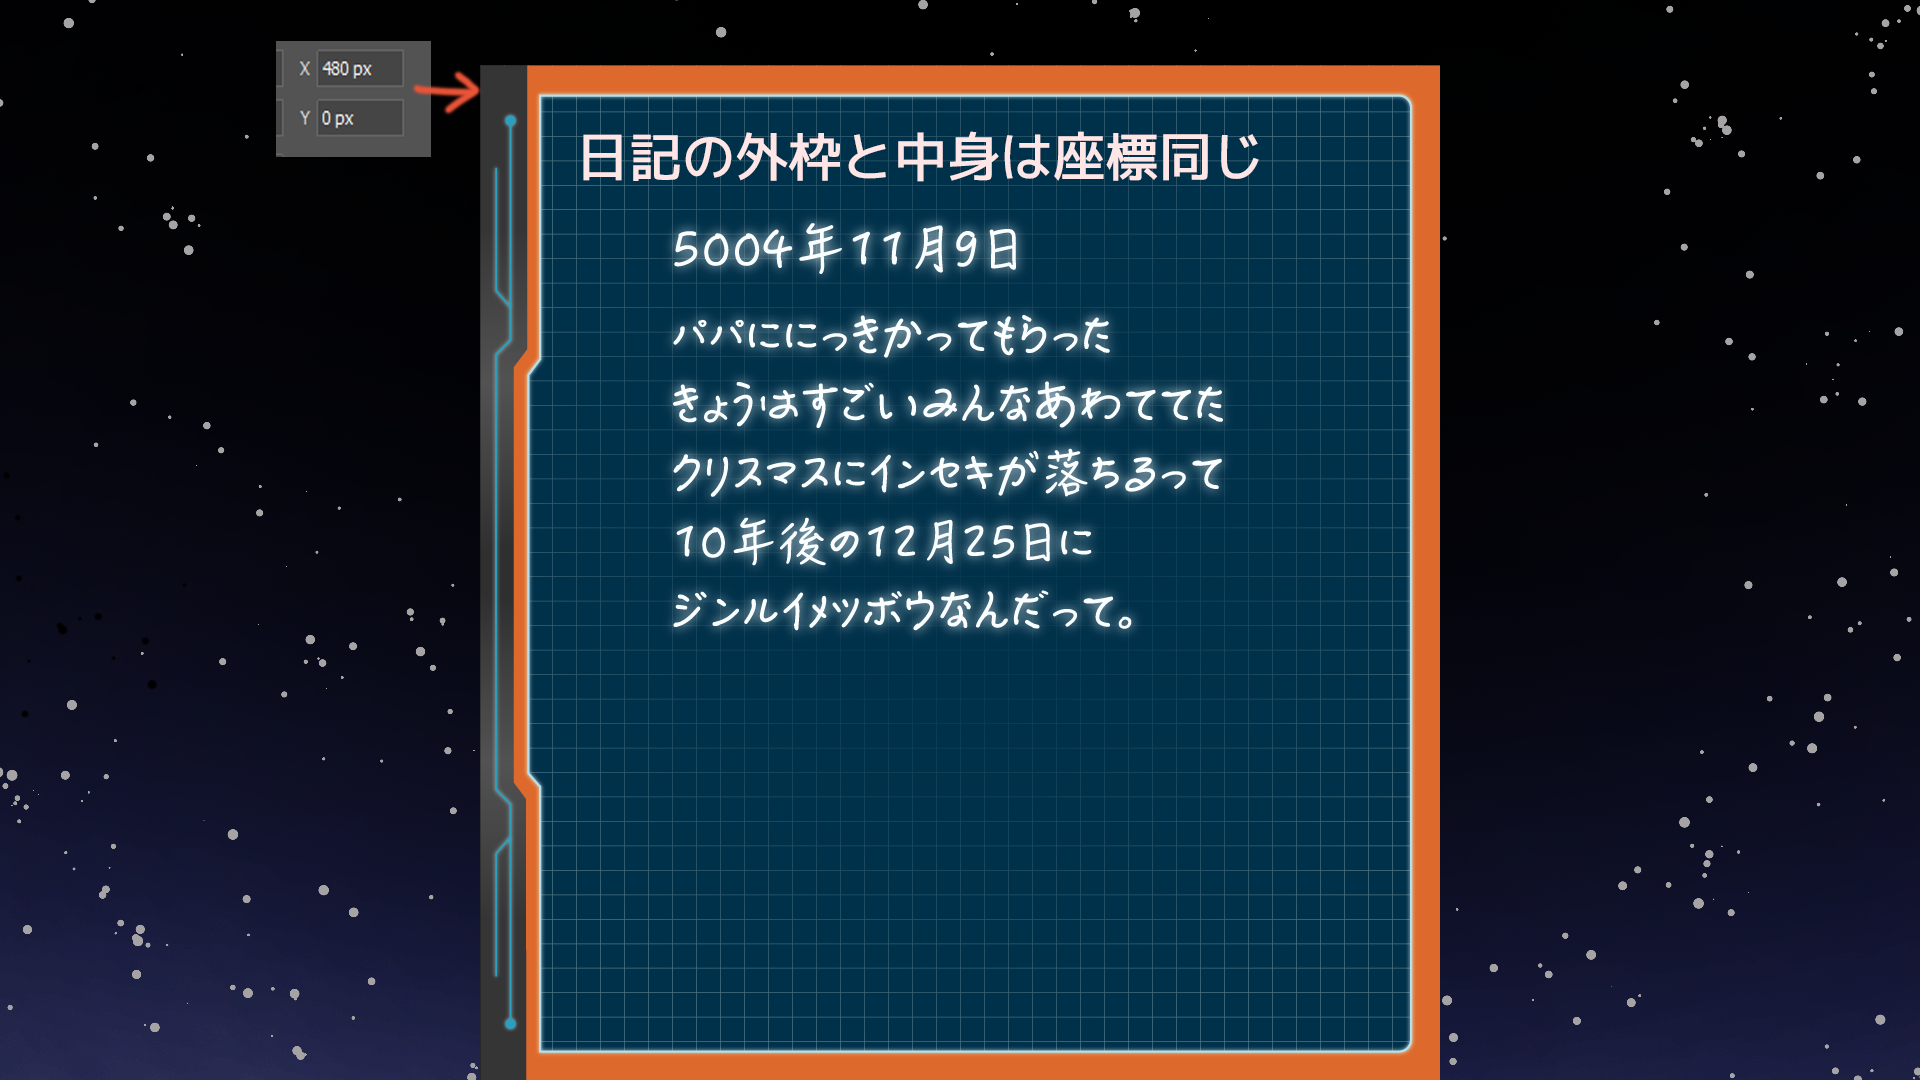 X 480 px
Y 0 px
日記の外枠と中身は座標同じ
5004年11月9日
パパににっきかってもらった
きょうはすごいみんなあわててた
クリスマスにインセキが落ちるって
10年後の12月25日に
ジンルイメツボウなんだって。